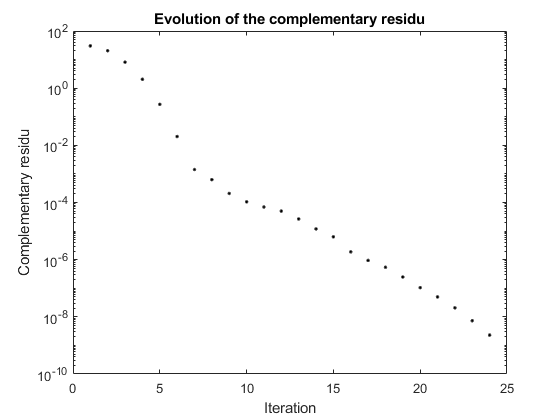 Evolution of the complementary residu
Complementary residu
10^2
10^0
10^-2
10^-4
10^-6
10^-8
10^-10
0 5 10 15 20 25
Iteration